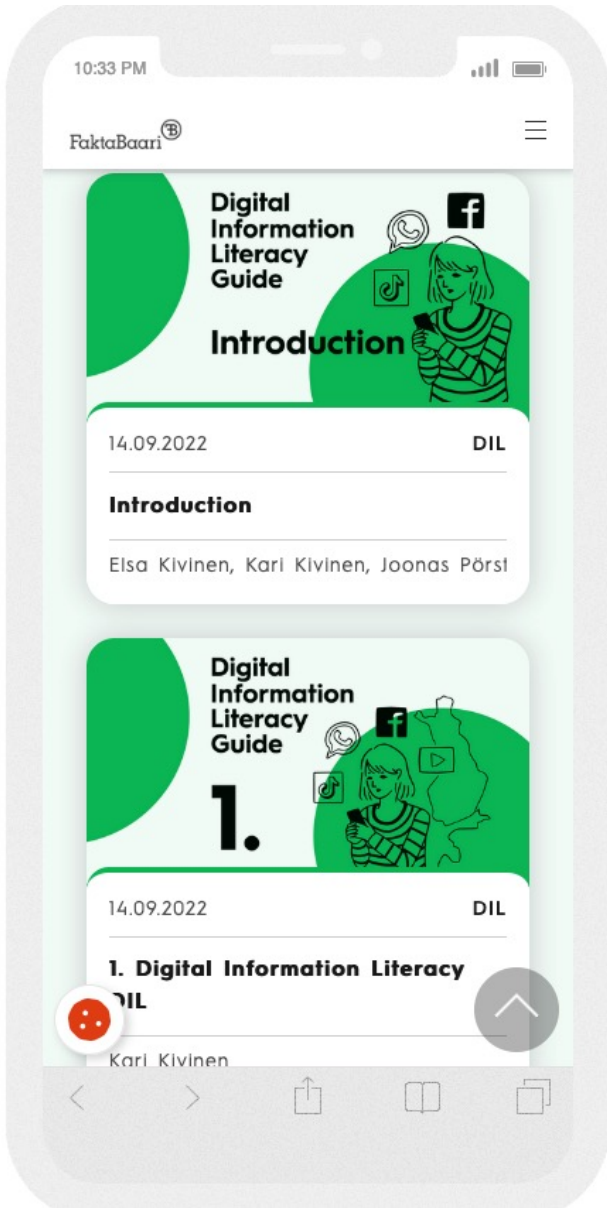 10:33 PM
FaktaBaari
Digital
Information
Literacy
Guide
Introduction
14.09.2022 DIL
Introduction
Elsa Kivinen, Kari Kivinen, Joonas Pörst
Digital
Information
Literacy
Guide
1.
14.09.2022 DIL
1. Digital Information Literacy
DIL
Kari Kivinen